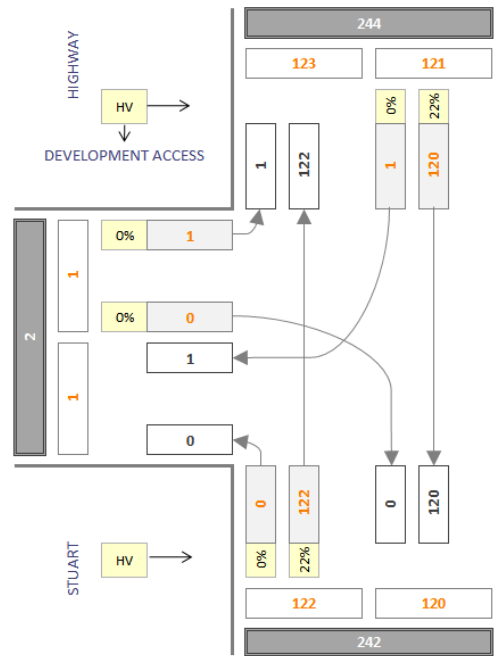 244
123 121
HIGHWAY
HV
DEVELOPMENT ACCESS
0% 22%
1 122 1 120
0% 1
2
1
0% 0
1
1
0
0 122 0 120
STUART
HV
0% 22%
122 120
242